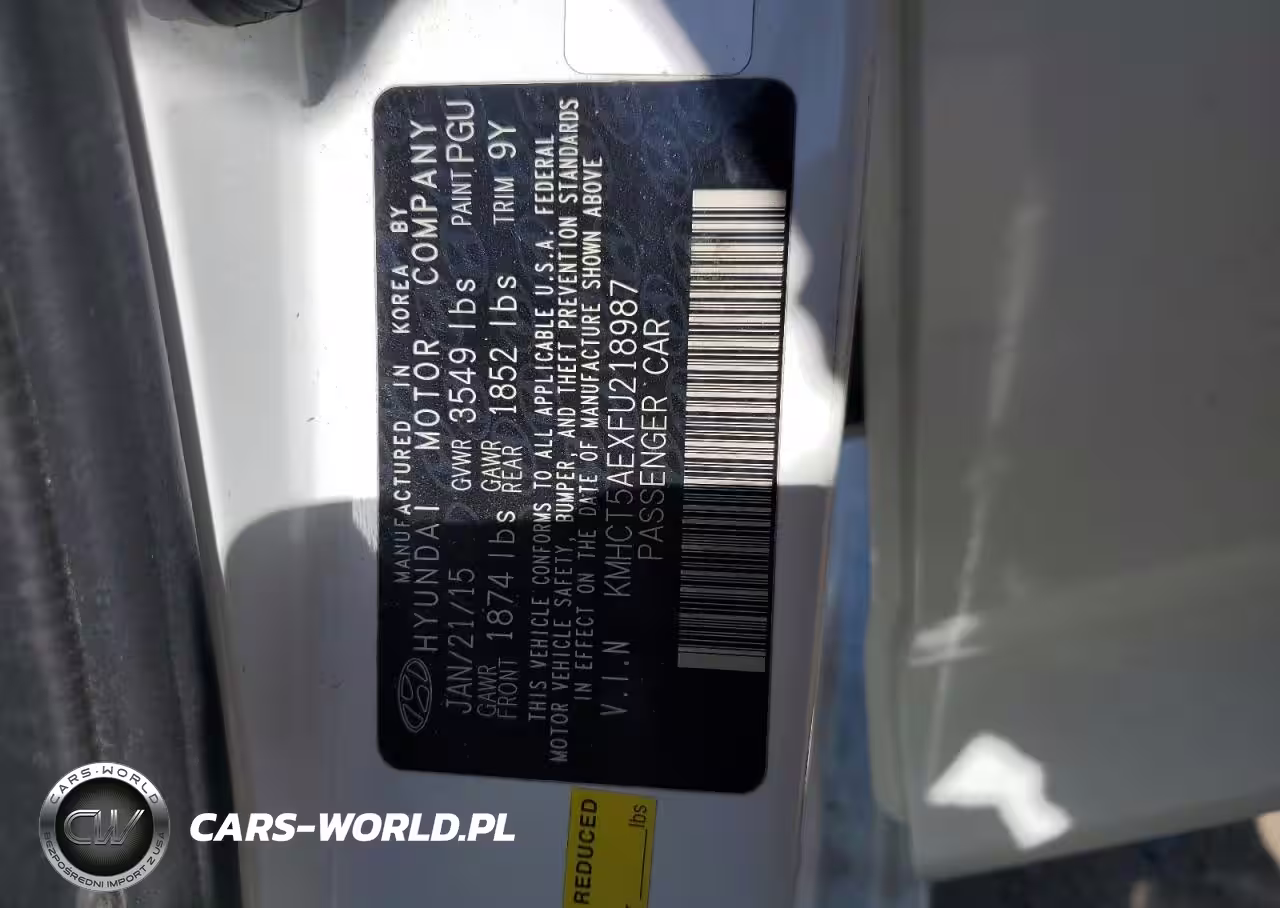 MANUFACTURED IN KOREA BY
HYUNDAI MOTOR COMPANY
JAN/21/15 GVWR 3549 lbs PAINT PGU
GAWR FRONT 1874 lbs GAWR REAR 1852 lbs TRIM 9Y
THIS VEHICLE CONFORMS TO ALL APPLICABLE U.S.A. FEDERAL
MOTOR VEHICLE SAFETY, BUMPER, AND THEFT PREVENTION STANDARDS
IN EFFECT ON THE DATE OF MANUFACTURE SHOWN ABOVE
V.I.N KMHCT5AEXFU218987
PASSENGER CAR
REDUCED
lbs
CARS-WORLD
CW
BEZPOŚREDNI IMPORT Z USA
CARS-WORLD.PL